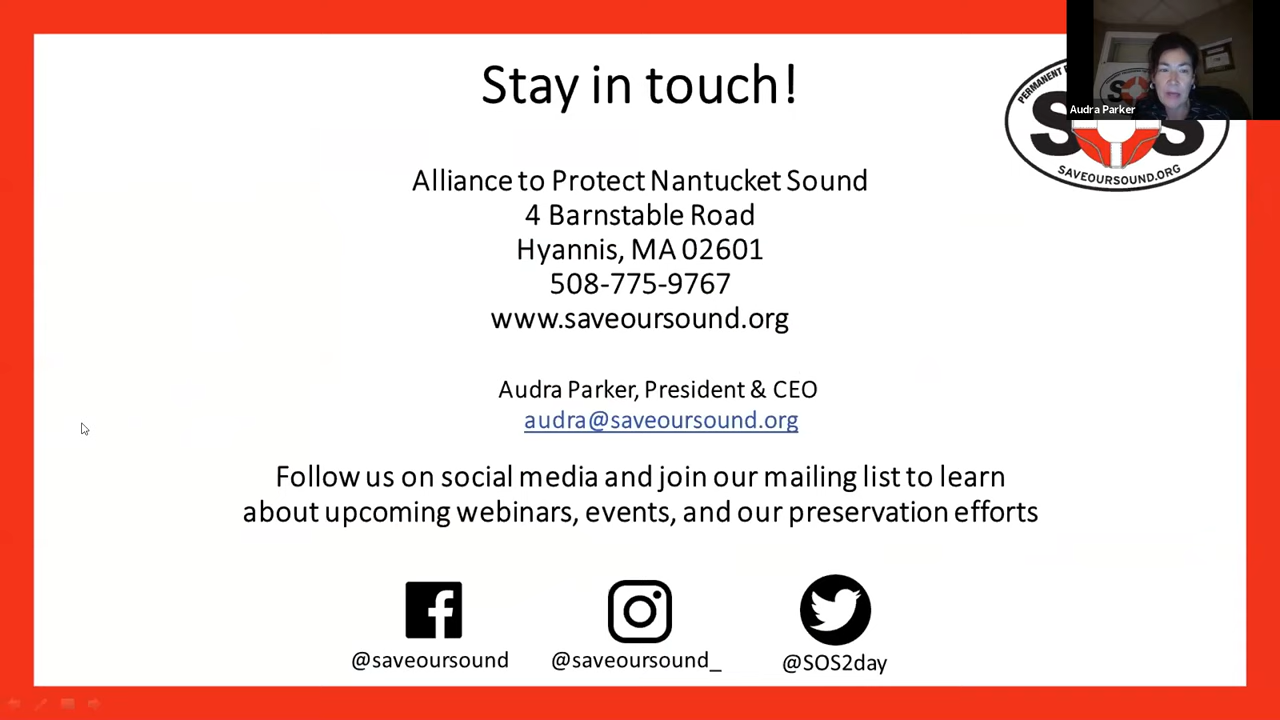 Stay in touch!
Audra Parker
PERMANENT
SOS
SAVEOURSOUND.ORG
Alliance to Protect Nantucket Sound
4 Barnstable Road
Hyannis, MA 02601
508-775-9767
www.saveoursound.org
Audra Parker, President & CEO
audra@saveoursound.org
Follow us on social media and join our mailing list to learn
about upcoming webinars, events, and our preservation efforts
@saveoursound
@saveoursound_
@SOS2day